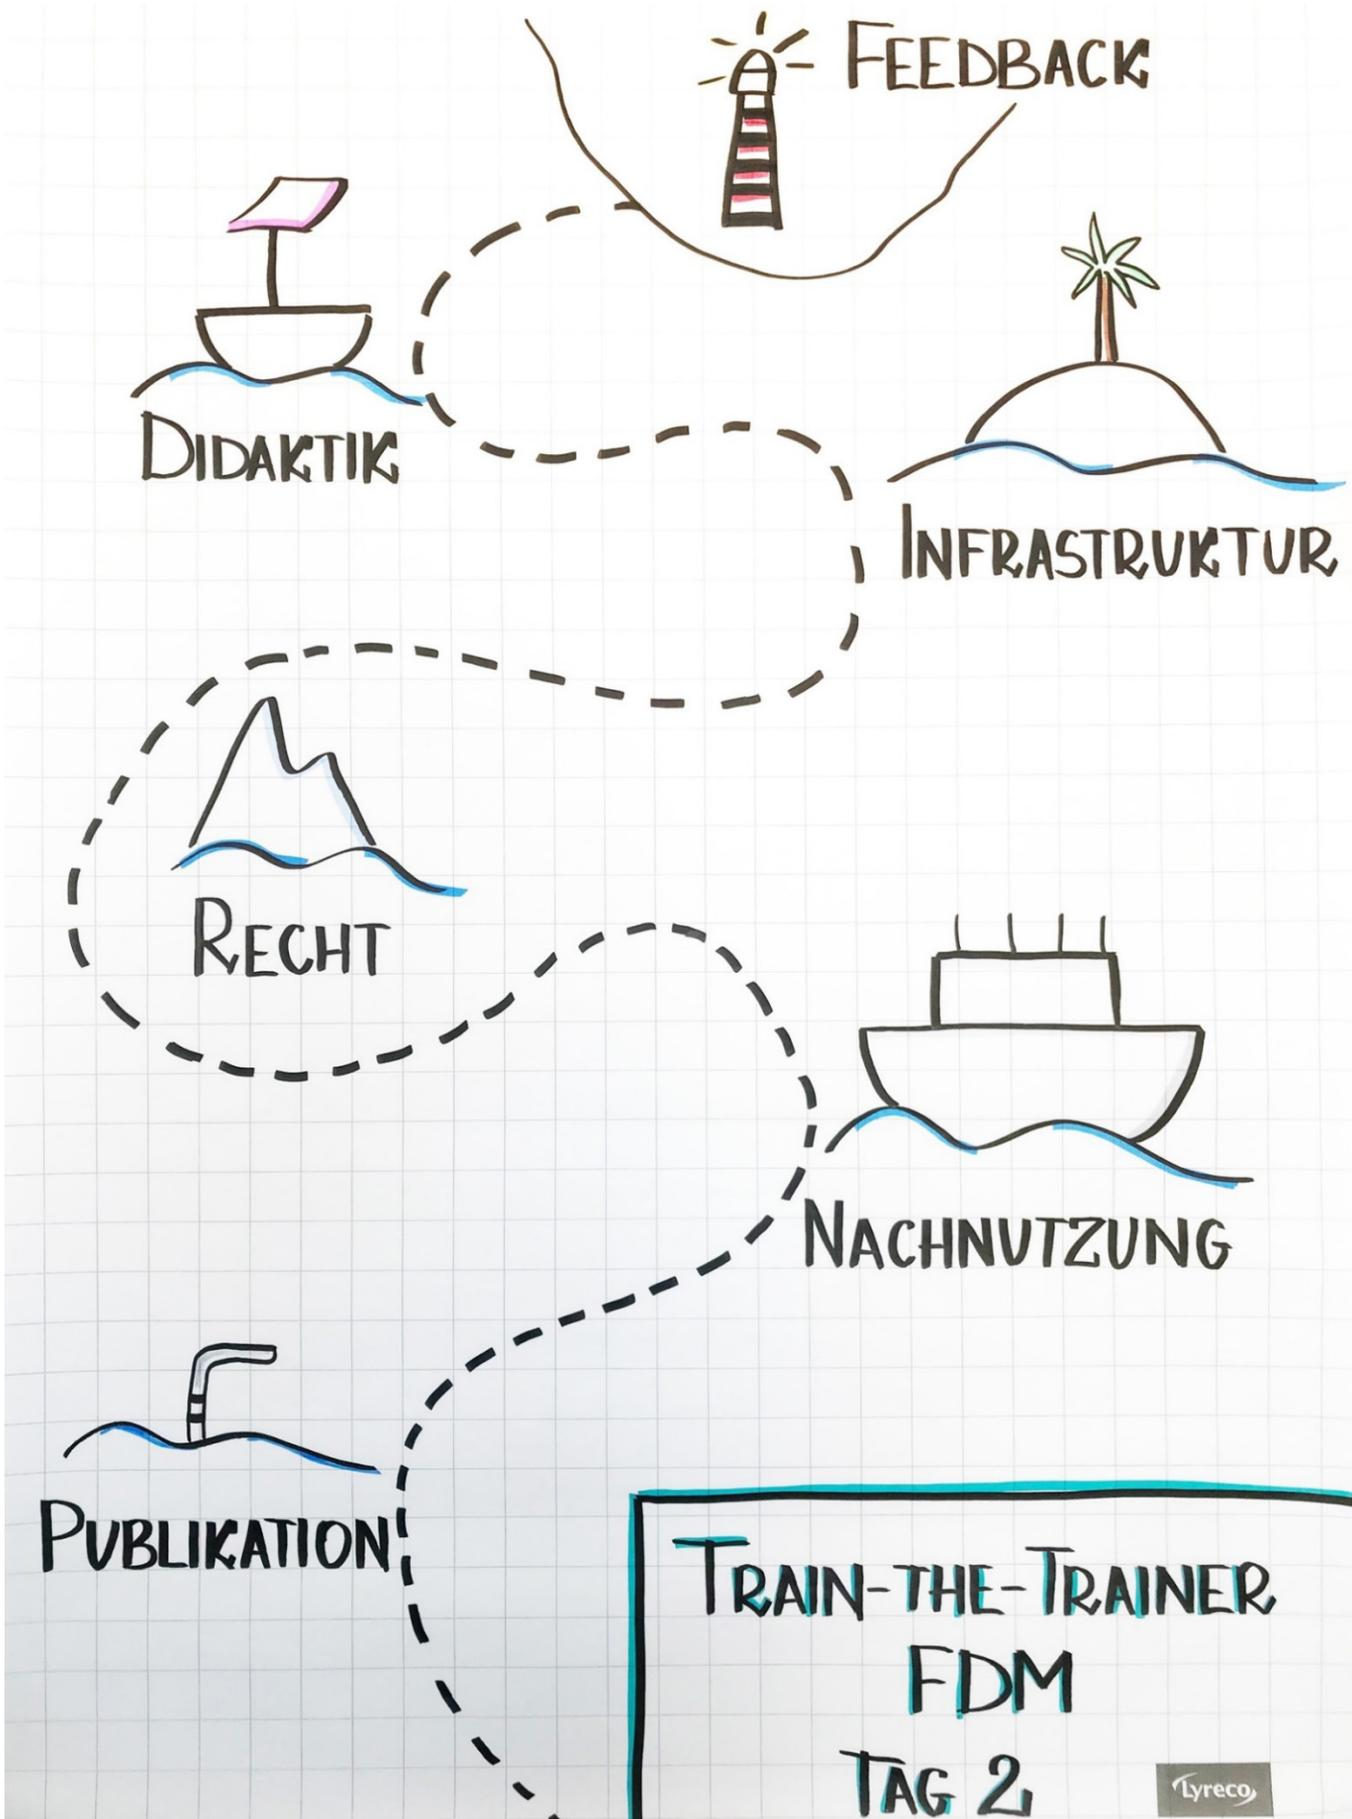 FEEDBACK
DIDAKTIK
INFRASTRUKTUR
RECHT
NACHNUTZUNG
PUBLIKATION
TRAIN-THE-TRAINER
FDM
TAG 2
Lyreco